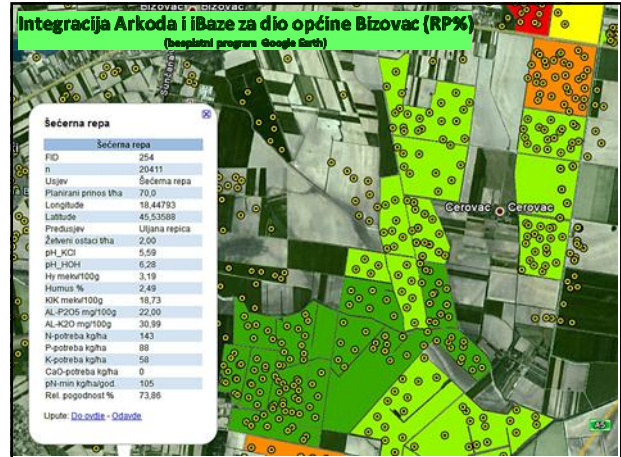 Integracija Arkoda i iBaze za dio općine Bizovac (RP%)
(besplatni program Google Earth)
Šećerna repa
Šećerna repa
FID 254
n 20411
Usjev Šećerna repa
Planirani prinos t/ha 70,0
Longitude 18,44793
Latitude 45,53588
Predusjev Uljana repica
Žetveni ostaci t/ha 2,00
pH_KCl 5,59
pH_HOH 6,28
Hy mekv/100g 3,19
Humus % 2,49
KIK mekv/100g 18,73
AL-P2O5 mg/100g 22,00
AL-K2O mg/100g 30,99
N-potreba kg/ha 143
P-potreba kg/ha 88
K-potreba kg/ha 58
CaO-potreba kg/ha 0
pN-min kg/ha/god. 105
Rel. pogodnost % 73,86
Upute: Do ovdje - Odavde
Cerovac Cerovac
A5